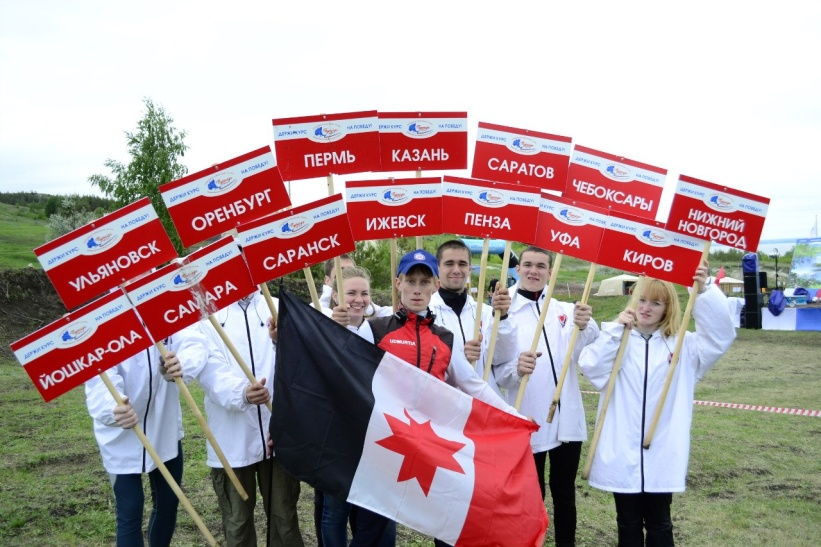 ДЕРЖИ КУРС НА ПОБЕДУ!
ПЕРМЬ
ДЕРЖИ КУРС НА ПОБЕДУ!
КАЗАНЬ
ДЕРЖИ КУРС НА ПОБЕДУ!
САРАТОВ
ДЕРЖИ КУРС НА ПОБЕДУ!
ЧЕБОКСАРЫ
ДЕРЖИ КУРС НА ПОБЕДУ!
НИЖНИЙ
НОВГОРОД
ДЕРЖИ КУРС НА ПОБЕДУ!
ОРЕНБУРГ
ДЕРЖИ КУРС НА ПОБЕДУ!
УЛЬЯНОВСК
ДЕРЖИ КУРС НА ПОБЕДУ!
САРАНСК
ДЕРЖИ КУРС НА ПОБЕДУ!
ИЖЕВСК
ДЕРЖИ КУРС НА ПОБЕДУ!
ПЕНЗА
ДЕРЖИ КУРС
УФА
ДЕРЖИ КУРС НА ПОБЕДУ!
КИРОВ
ДЕРЖИ КУРС НА ПОБЕДУ!
САМАРА
ДЕРЖИ КУРС НА ПОБЕДУ!
ЙОШКАР-ОЛА
UDMURTIA